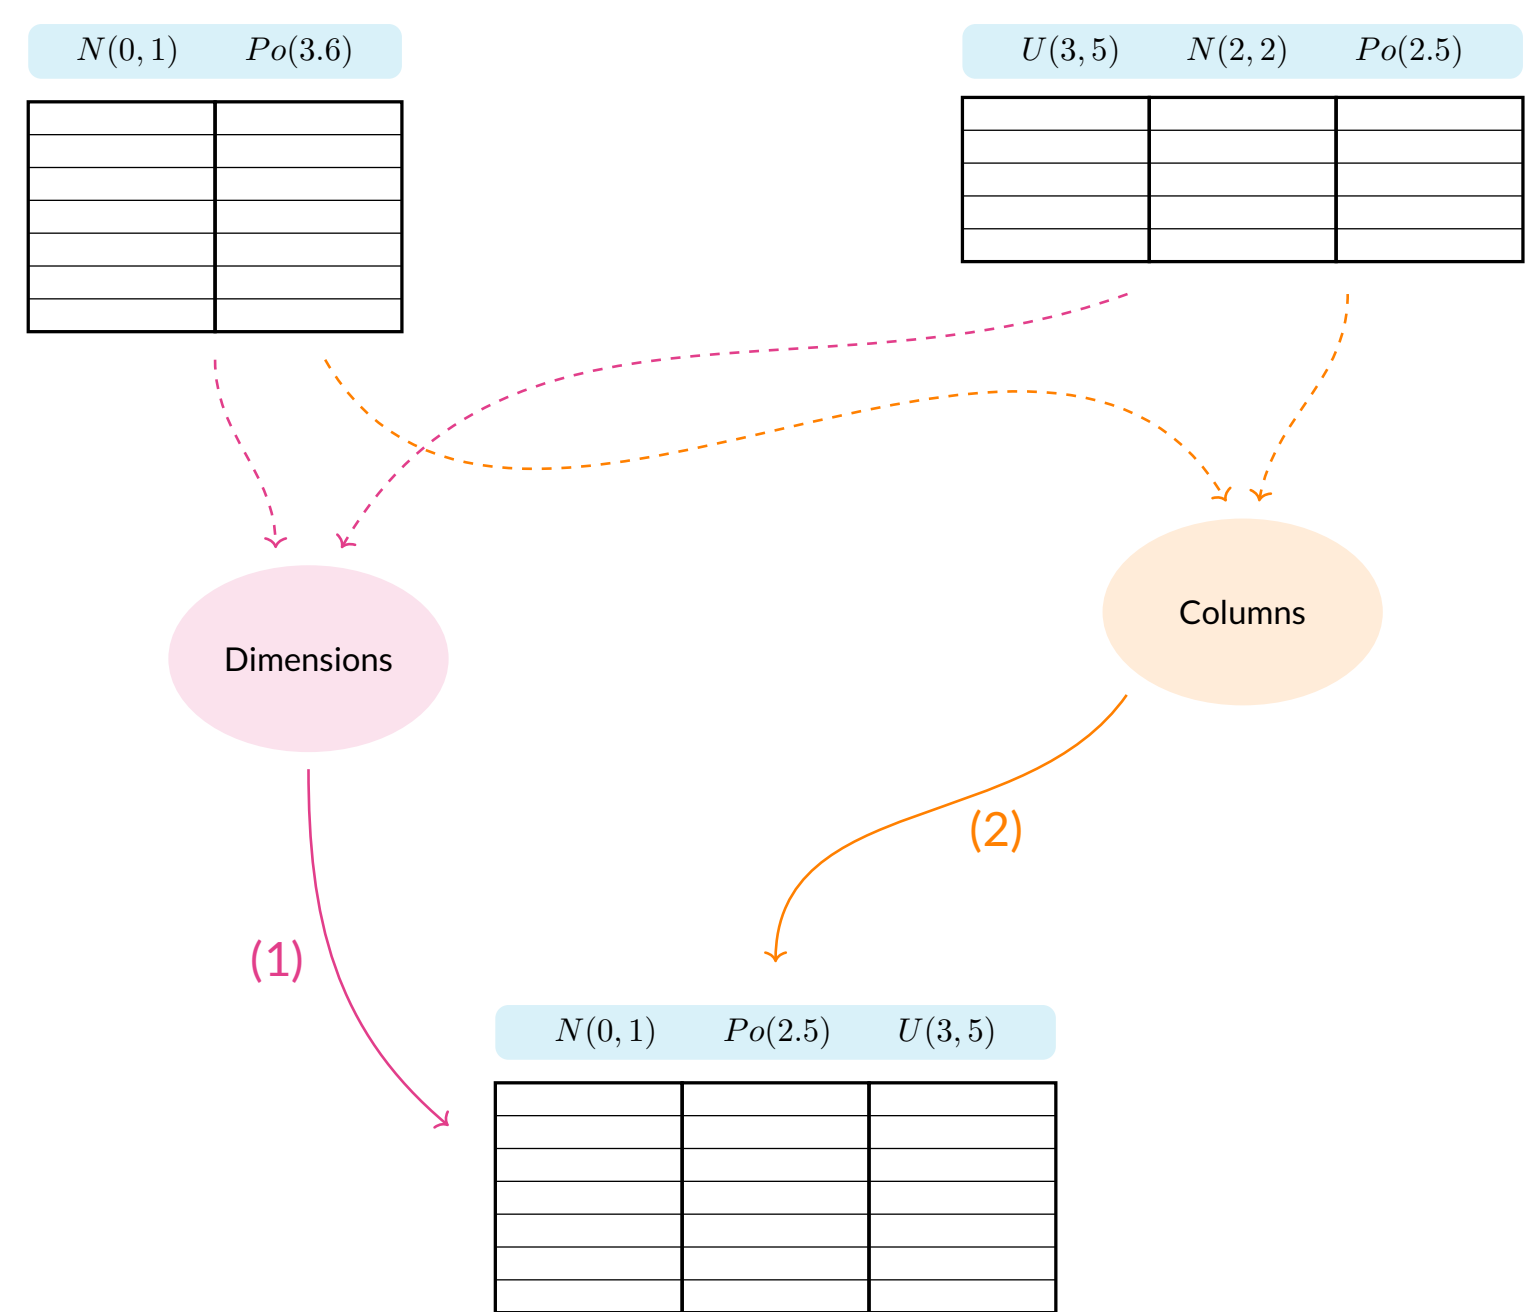 N(0, 1) Po(3.6)
U(3, 5) N(2, 2) Po(2.5)
Columns
Dimensions
(2)
(1)
N(0, 1) Po(2.5) U(3, 5)